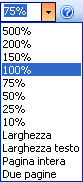 75%
500%
200%
150%
100%
75%
50%
25%
10%
Larghezza
Larghezza testo
Pagina intera
Due pagine